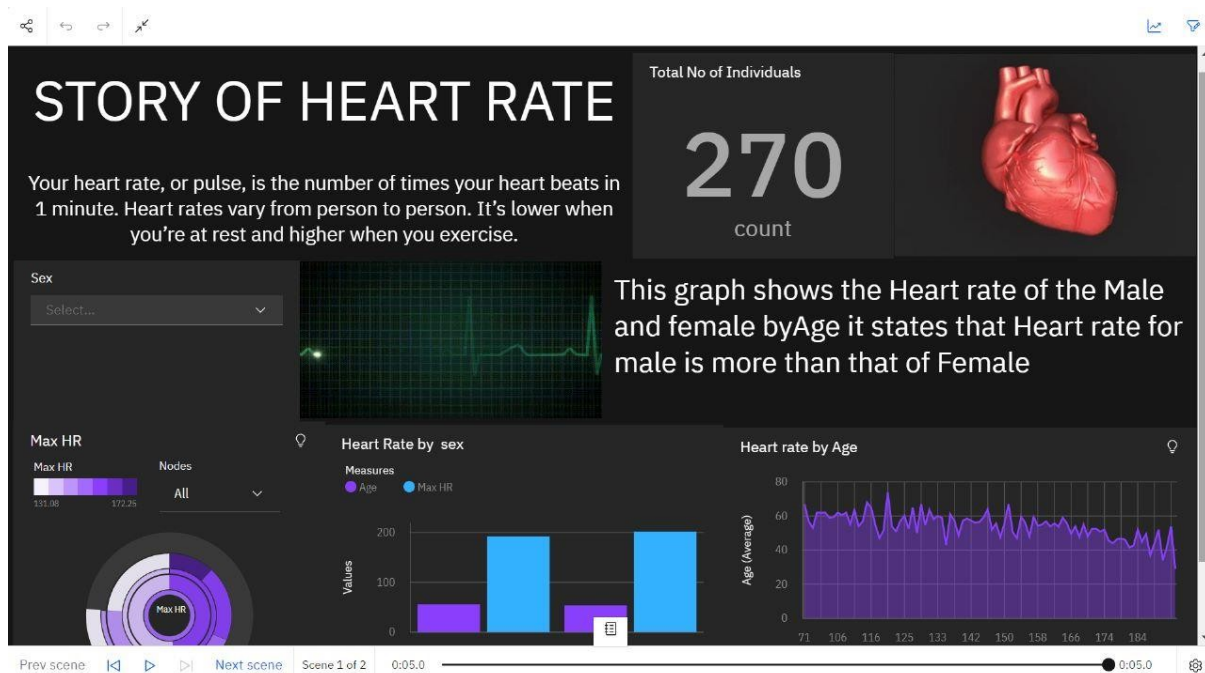 STORY OF HEART RATE
Your heart rate, or pulse, is the number of times your heart beats in
1 minute. Heart rates vary from person to person. It's lower when
you're at rest and higher when you exercise.
Total No of Individuals
270
count
Sex
Select...
This graph shows the Heart rate of the Male
and female byAge it states that Heart rate for
male is more than that of Female
Max HR
Max HR
131.08 172.25
Nodes
All
Max HR
Heart Rate by sex
Measures
Age Max HR
Values
200
100
0
Heart rate by Age
Age (Average)
80
60
40
20
0
71 106 116 125 133 142 150 158 166 174 184
Prev scene Next scene Scene 1 of 2 0:05.0 0:05.0